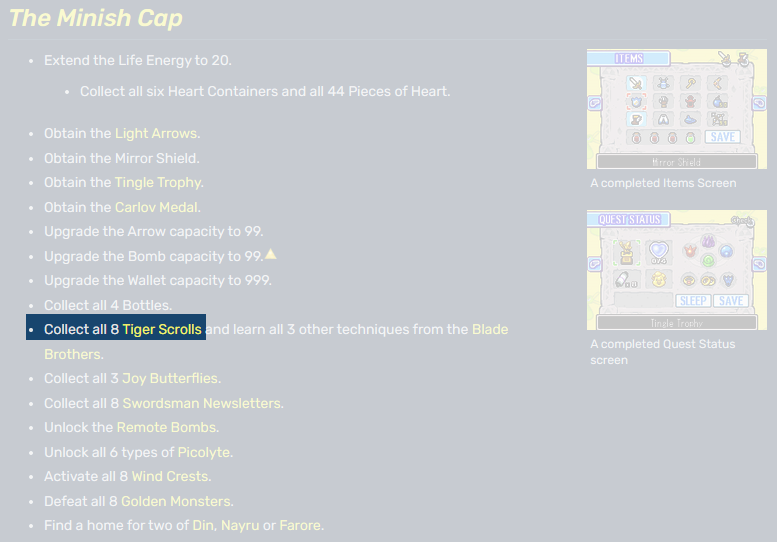 The Minish Cap
Extend the Life Energy to 20.
Collect all six Heart Containers and all 44 Pieces of Heart.
Obtain the Light Arrows.
Obtain the Mirror Shield.
Obtain the Tingle Trophy.
Obtain the Carlov Medal.
Upgrade the Arrow capacity to 99.
Upgrade the Bomb capacity to 99.
Upgrade the Wallet capacity to 999.
Collect all 4 Bottles.
Collect all 8 Tiger Scrolls and learn all 3 other techniques from the Blade
Brothers.
Collect all 3 Joy Butterflies.
Collect all 8 Swordsman Newsletters.
Unlock the Remote Bombs.
Unlock all 6 types of Picolyte.
Activate all 8 Wind Crests.
Defeat all 8 Golden Monsters.
Find a home for two of Din, Nayru or Farore.
ITEMS
SAVE
Mirror Shield
A completed Items Screen
QUEST STATUS
SLEEP SAVE
Tingle Trophy
A completed Quest Status
screen